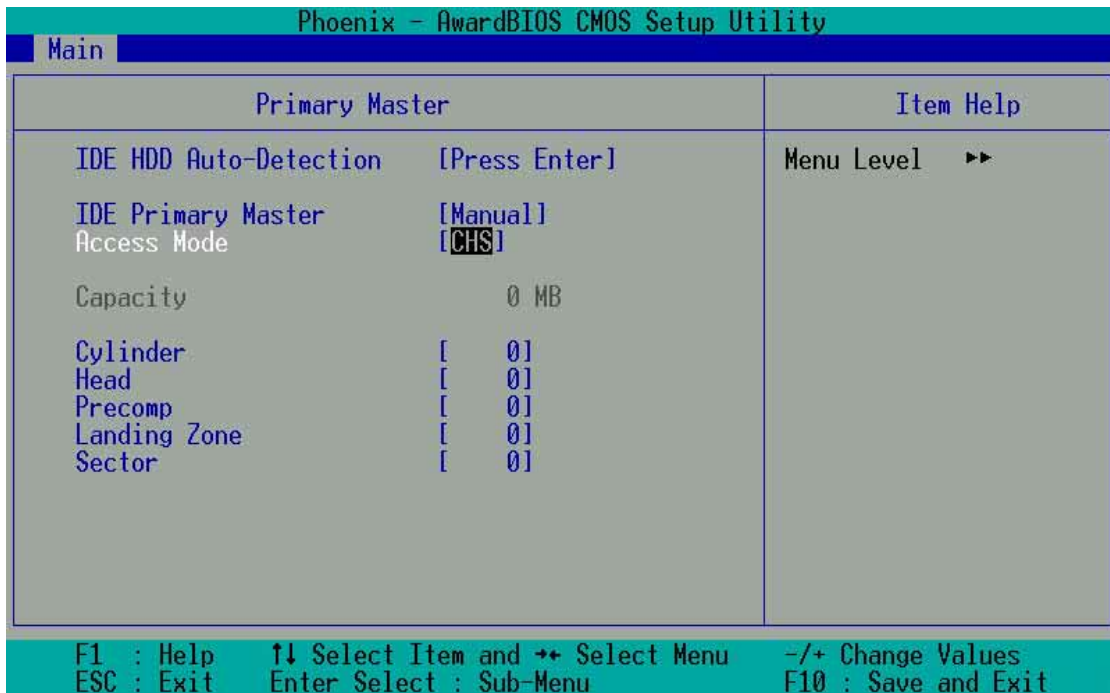 Phoenix - AwardBIOS CMOS Setup Utility
Main
Primary Master
Item Help
IDE HDD Auto-Detection [Press Enter]
Menu Level ▶▶
IDE Primary Master [Manual]
Access Mode [CHS]
Capacity 0 MB
Cylinder [ 0]
Head [ 0]
Precomp [ 0]
Landing Zone [ 0]
Sector [ 0]
F1 : Help ↑↓ Select Item and →← Select Menu -/+ Change Values
ESC : Exit Enter Select : Sub-Menu F10 : Save and Exit